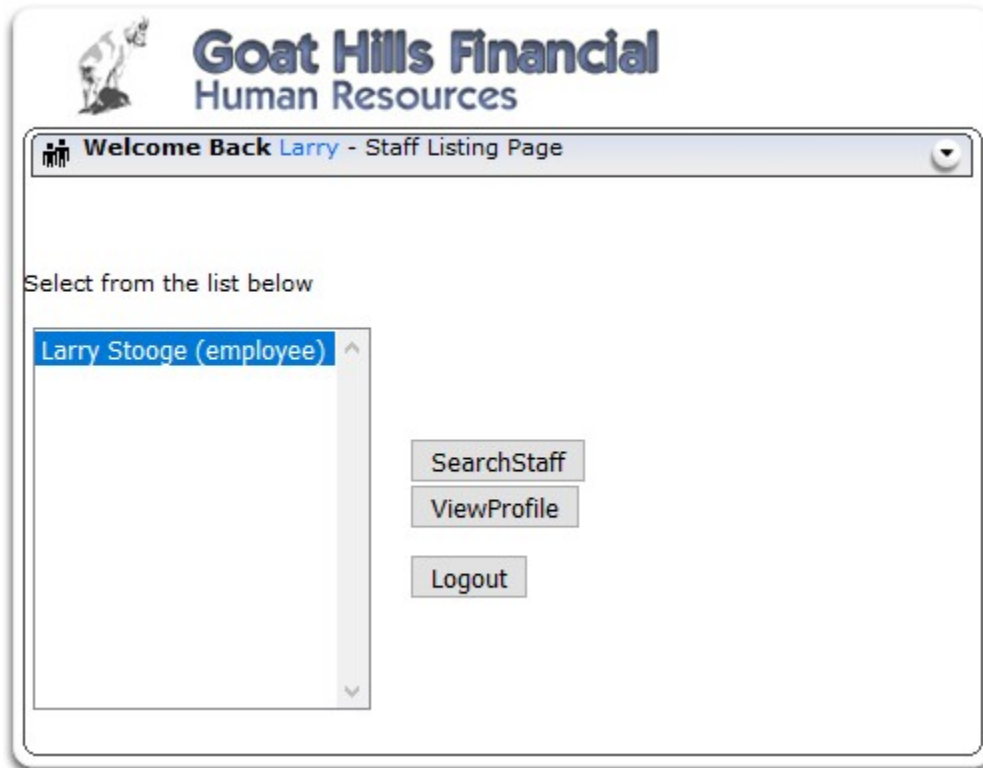 Goat Hills Financial
Human Resources
Welcome Back Larry - Staff Listing Page
Select from the list below
Larry Stooge (employee)
SearchStaff
ViewProfile
Logout